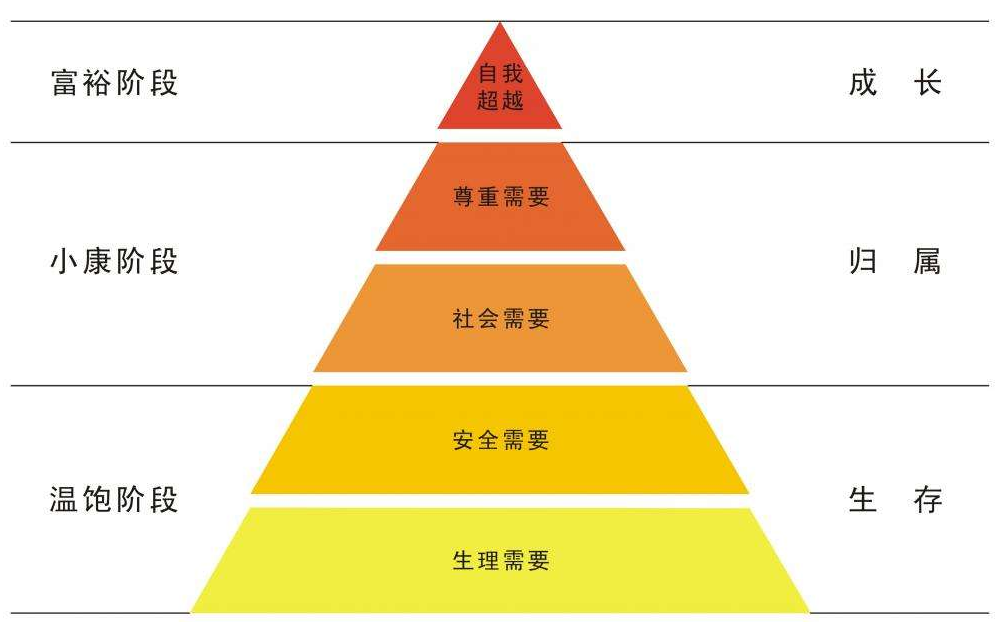 自我
超越
富裕阶段
成 长
尊重需要
小康阶段
归 属
社会需要
安全需要
温饱阶段
生 存
生理需要